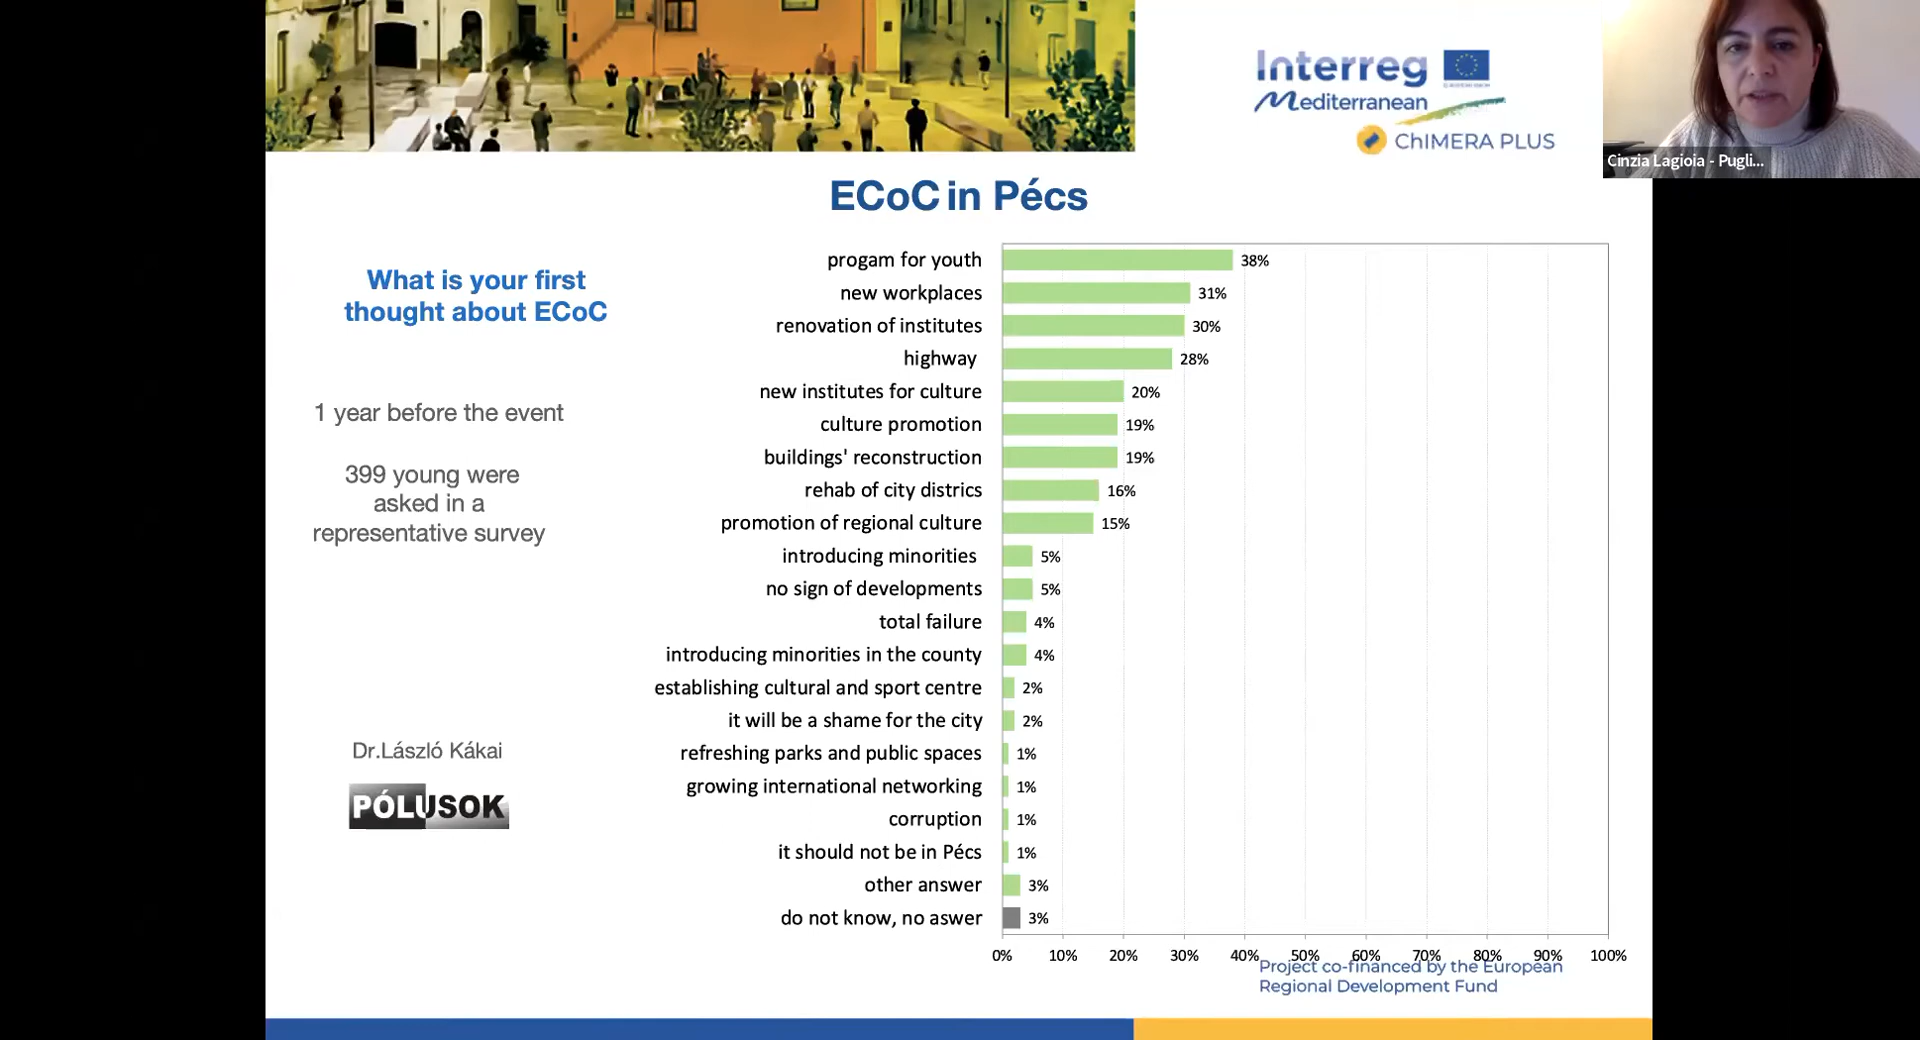 Interreg
EUROPEAN UNION
Mediterranean
ChIMERA PLUS
Cinzia Lagioia - Pugli...
ECoC in Pécs
What is your first
thought about ECoC
1 year before the event
399 young were
asked in a
representative survey
Dr.László Kákai
PÓLUSOK
progam for youth 38%
new workplaces 31%
renovation of institutes 30%
highway 28%
new institutes for culture 20%
culture promotion 19%
buildings' reconstruction 19%
rehab of city districs 16%
promotion of regional culture 15%
introducing minorities 5%
no sign of developments 5%
total failure 4%
introducing minorities in the county 4%
establishing cultural and sport centre 2%
it will be a shame for the city 2%
refreshing parks and public spaces 1%
growing international networking 1%
corruption 1%
it should not be in Pécs 1%
other answer 3%
do not know, no aswer 3%
0% 10% 20% 30% 40% 50% 60% 70% 80% 90% 100%
Project co-financed by the European
Regional Development Fund